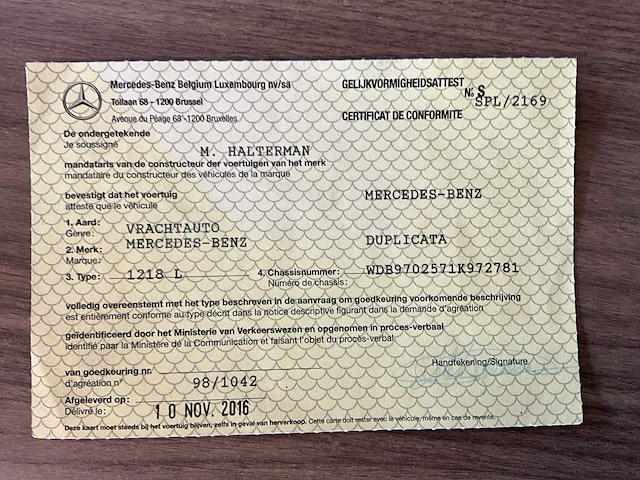 Mercedes-Benz Belgium Luxembourg nv/sa
Tollaan 68 - 1200 Brussel
Avenue du Péage 68 - 1200 Bruxelles
GELIJKVORMIGHEIDSATTEST
N° S
SPL/2169
CERTIFICAT DE CONFORMITE
De ondergetekende
Je soussigné
M. HALTERMAN
mandataris van de constructeur der voertuigen van het merk
mandataire du constructeur des véhicules de la marque
MERCEDES-BENZ
bevestigt dat het voertuig
atteste que le véhicule
1. Aard:
Genre:
VRACHTAUTO
2. Merk:
Marque:
MERCEDES-BENZ
DUPLICATA
3. Type:
1218 L
4. Chassisnummer:
Numéro de chassis:
WDB9702571K972781
volledig overeenstemt met het type beschreven in de aanvraag om goedkeuring voorkomende beschrijving
est entièrement conforme au type décrit dans la notice descriptive figurant dans la demande d'agréation
geïdentificeerd door het Ministerie van Verkeerswezen en opgenomen in proces-verbaal
identifié paar la Ministère de la Communication et faisant l'objet du procès-verbal
Handtekening/Signature
van goedkeuring nr.
d'agréation n°
98/1042
Afgeleverd op:
Délivré le:
10 NOV. 2016
Deze kaart moet steeds bij het voertuig blijven, zelfs in geval van herverkoop. Cette carte doit rester avec le véhicule, même en cas de revente.